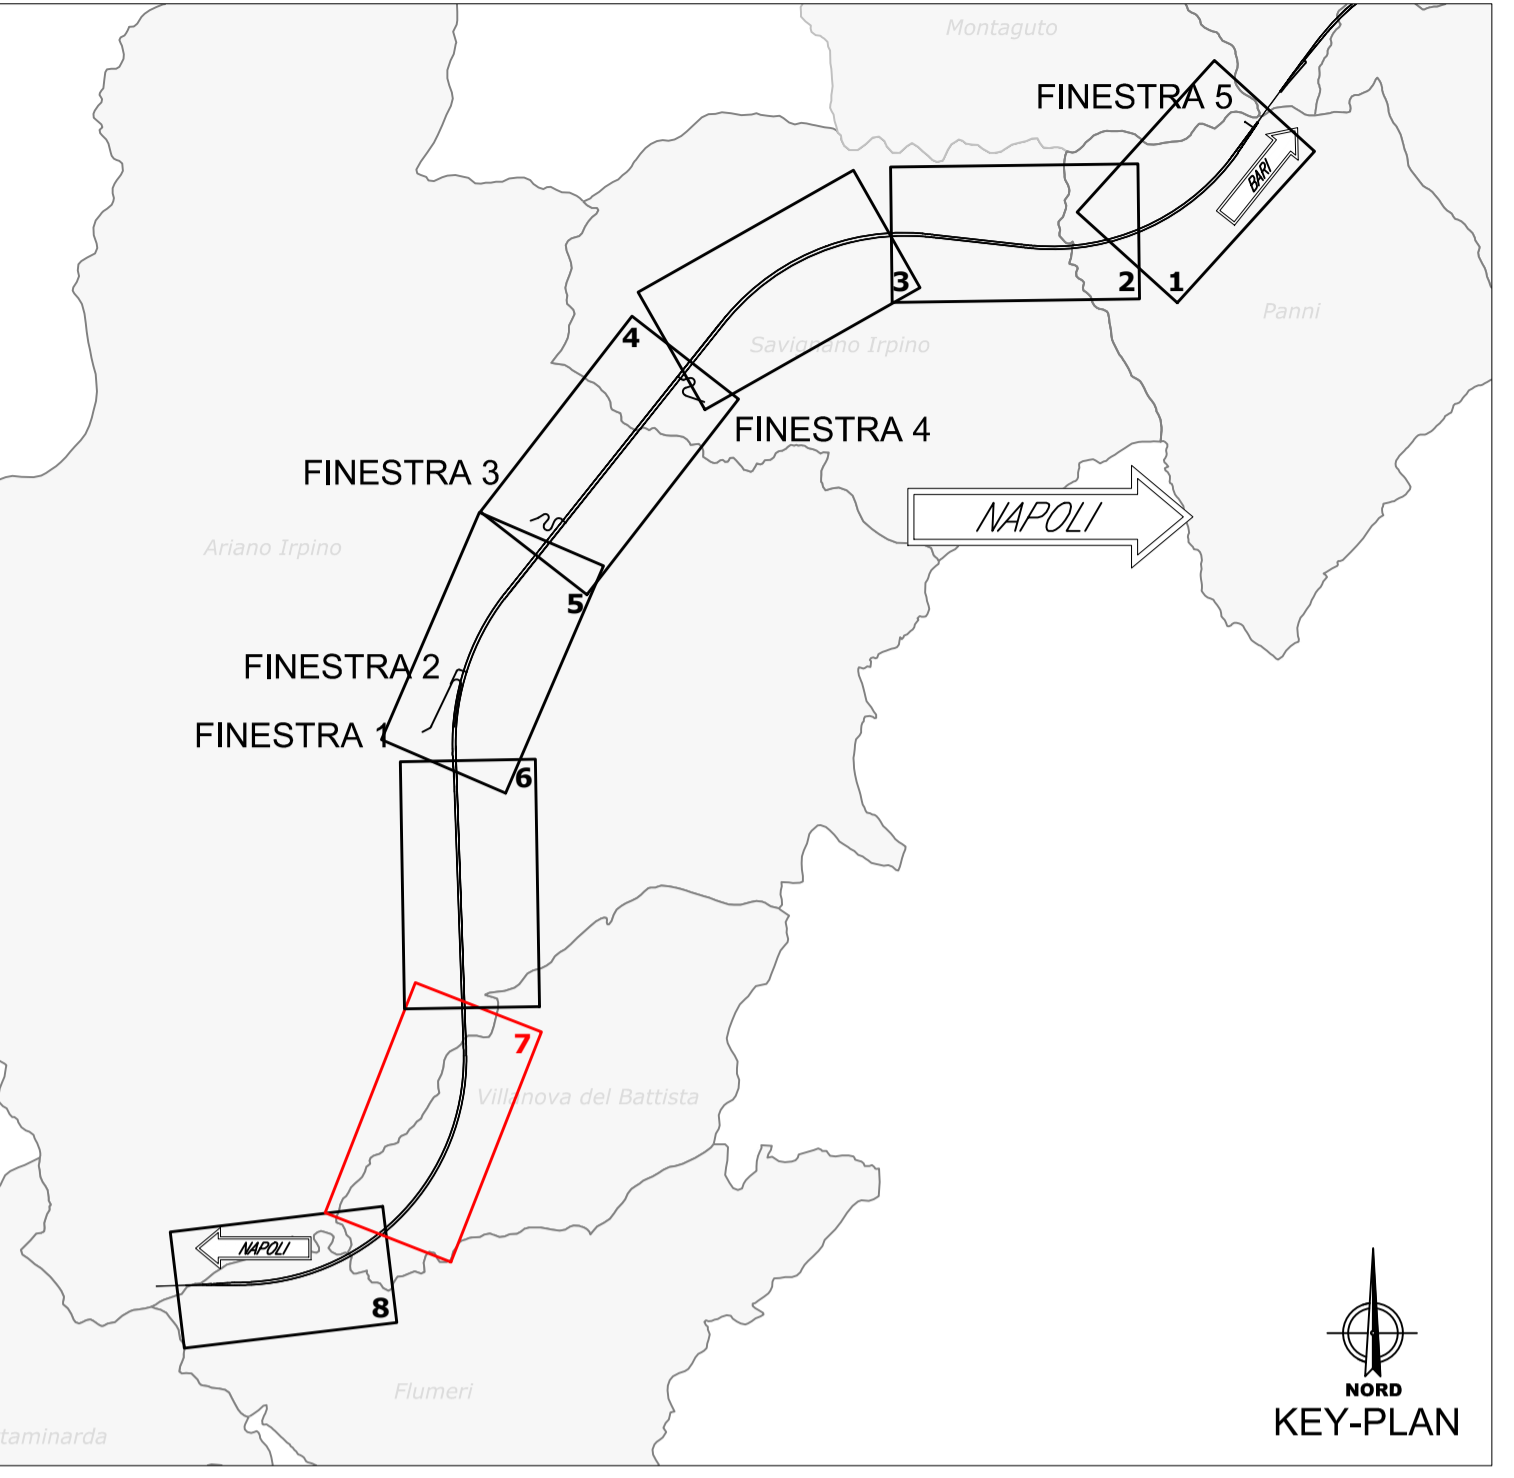 Montaguto
FINESTRA 5
BARI
3
2
1
Panni
4
Savignano Irpino
FINESTRA 4
FINESTRA 3
NAPOLI
Ariano Irpino
5
FINESTRA 2
FINESTRA 1
6
7
Villanova del Battista
NAPOLI
8
Flumeri
NORD
KEY-PLAN
taminarda